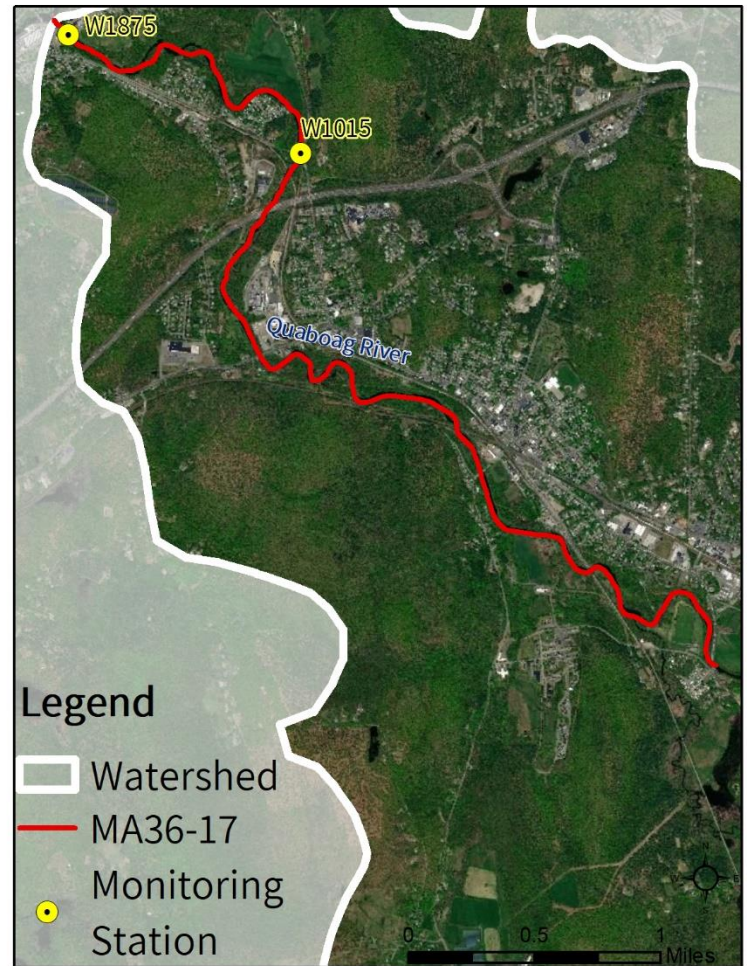 W1875
W1015
Quaboag River
Legend
Watershed
MA36-17
Monitoring
Station
N
W E
S
0 0.5 1
Miles